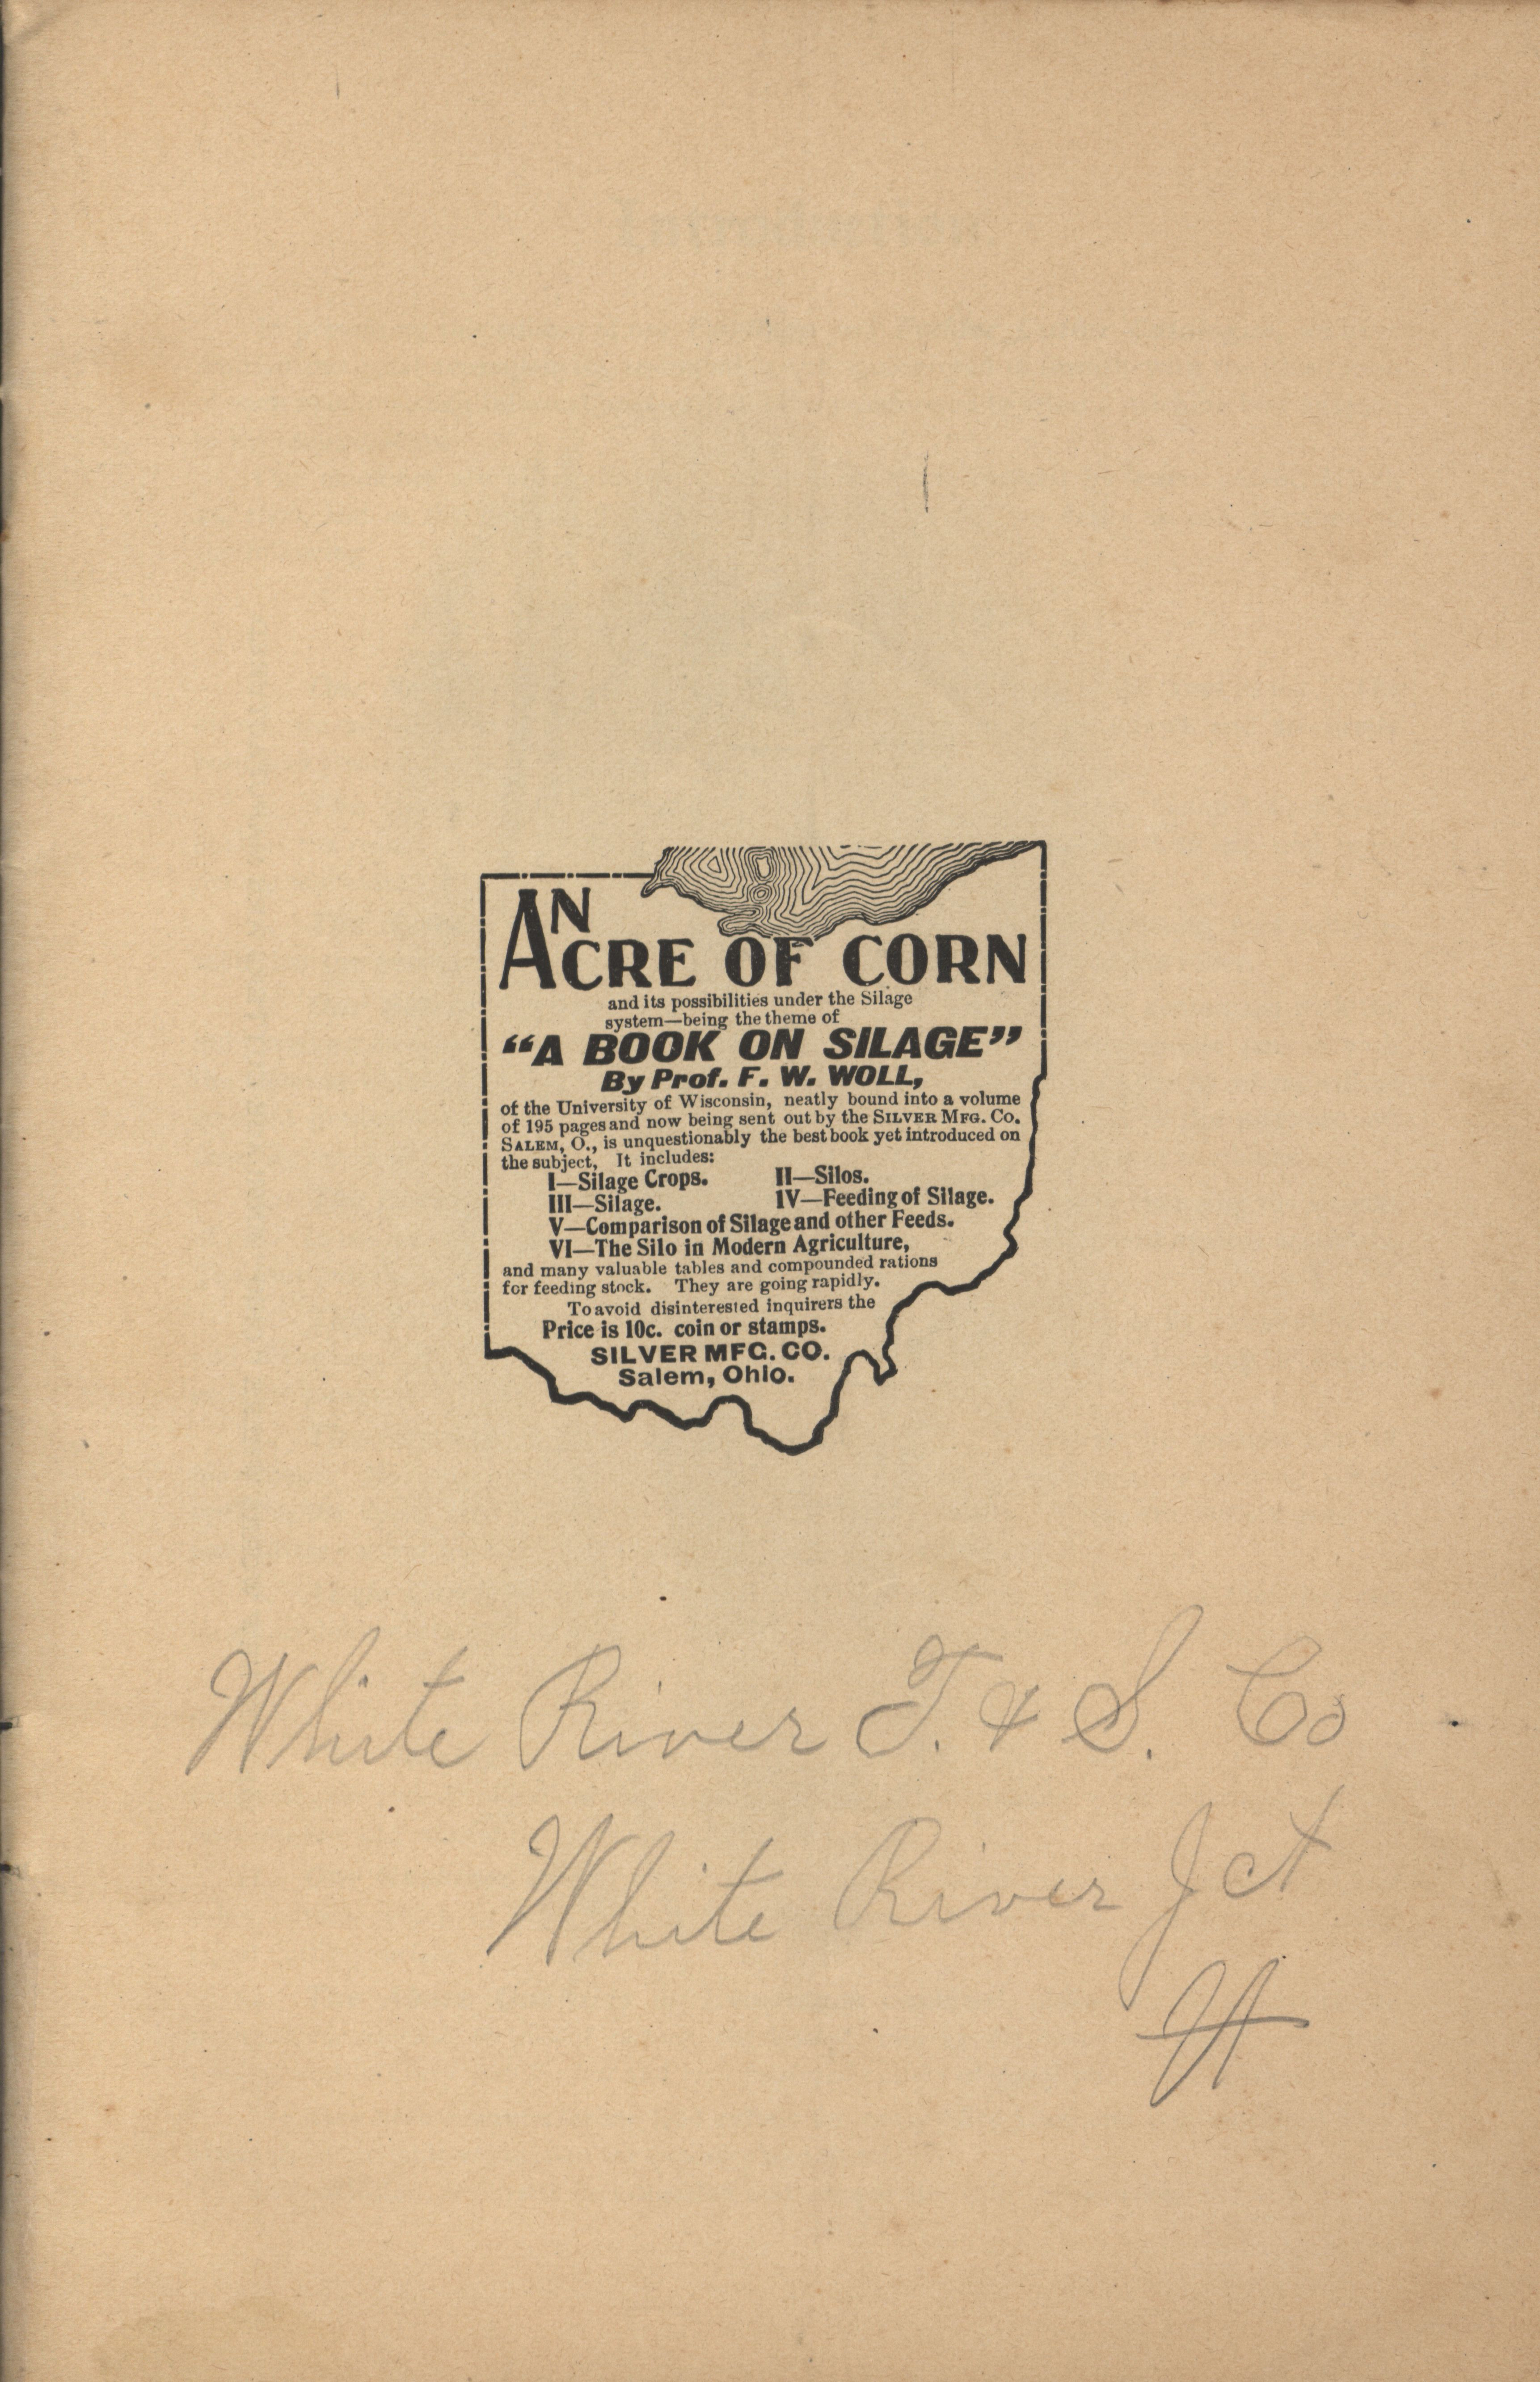 AN
ACRE OF CORN
and its possibilities under the Silage
system—being the theme of
“A BOOK ON SILAGE”
By Prof. F. W. WOLL,
of the University of Wisconsin, neatly bound into a volume
of 195 pages and now being sent out by the SILVER MFG. CO.
SALEM, O., is unquestionably the best book yet introduced on
the subject, It includes:
I—Silage Crops. II—Silos.
III—Silage. IV—Feeding of Silage.
V—Comparison of Silage and other Feeds.
VI—The Silo in Modern Agriculture,
and many valuable tables and compounded rations
for feeding stock. They are going rapidly.
To avoid disinterested inquirers the
Price is 10c. coin or stamps.
SILVER MFG. CO.
Salem, Ohio.
White River T. & S. Co
White River Jct
Vt